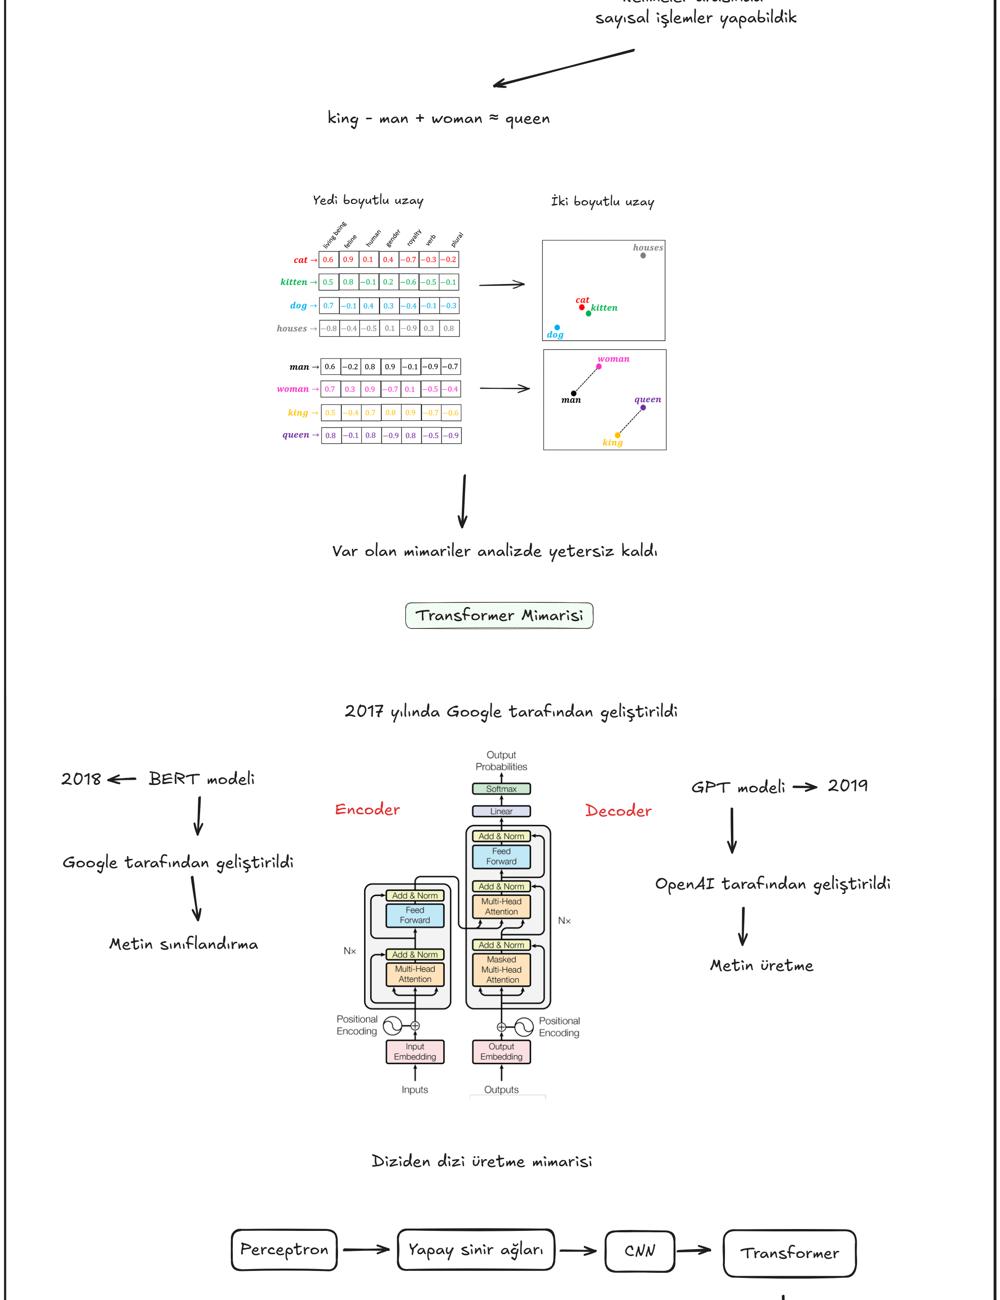 sayısal işlemler yapabildik
king - man + woman ≈ queen
Yedi boyutlu uzay
İki boyutlu uzay
living being
feline
human
gender
royalty
verb
plural
cat → 0.6 0.9 0.1 0.4 −0.7 −0.3 −0.2
kitten → 0.5 0.8 −0.1 0.2 −0.6 −0.5 −0.1
dog → 0.7 −0.1 0.4 0.3 −0.4 −0.1 −0.3
houses → −0.8 −0.4 −0.5 0.1 −0.9 0.3 0.8
houses
cat
kitten
dog
man → 0.6 −0.2 0.8 0.9 −0.1 −0.9 −0.7
woman → 0.7 0.3 0.9 −0.7 0.1 −0.5 −0.4
king → 0.5 −0.4 0.7 0.8 0.9 −0.7 −0.6
queen → 0.8 −0.1 0.8 −0.9 0.8 −0.5 −0.9
woman
man
queen
king
Var olan mimariler analizde yetersiz kaldı
Transformer Mimarisi
2017 yılında Google tarafından geliştirildi
2018 ← BERT modeli
Google tarafından geliştirildi
Metin sınıflandırma
Encoder
Decoder
GPT modeli → 2019
OpenAI tarafından geliştirildi
Metin üretme
Output
Probabilities
Softmax
Linear
Add & Norm
Feed
Forward
Add & Norm
Multi-Head
Attention
Add & Norm
Masked
Multi-Head
Attention
N×
Positional
Encoding
Output
Embedding
Outputs
Add & Norm
Feed
Forward
Add & Norm
Multi-Head
Attention
N×
Positional
Encoding
Input
Embedding
Inputs
Diziden dizi üretme mimarisi
Perceptron → Yapay sinir ağları → CNN → Transformer